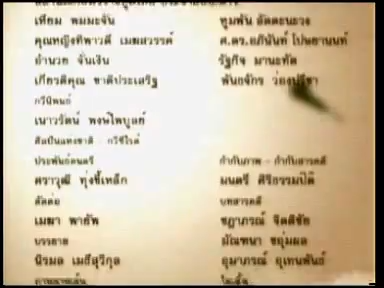 เทียม พมมะจัน
ทูมพัน ลัดตะนะวง
คุณหญิงทิพาวดี เมฆสวรรค์
ศ.ดร.อภินันท์ โปษยานนท์
อำนวย จั่นเงิน
รัฐกิจ มานะทัต
เกียรติคุณ ชาติประเสริฐ
พันธจักร ว่องปรีชา
กวีนิพนธ์
เนาวรัตน์ พงษ์ไพบูลย์
ศิลปินแห่งชาติ กวีซีไรต์
ประพันธ์ดนตรี
กำกับภาพ - กำกับสารคดี
ศราวุฒิ ทุ่งขี้เหล็ก
มนตรี ศิริธรรมปิติ
ตัดต่อ
บทสารคดี
เมฆา พายัพ
ชฎาภรณ์ จิตติชัย
บรรยาย
มัณฑนา ชอุ่มผล
นิรมล เมธีสุวีกุล
อุมาภรณ์ อุเทนพันธ์